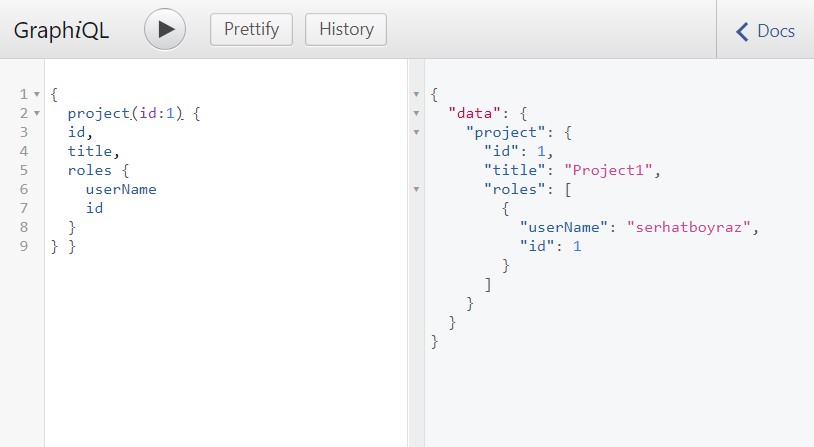 GraphiQL Prettify History Docs
1 {
2 project(id:1) {
3 id,
4 title,
5 roles {
6 userName
7 id
8 }
9 } }
{
"data": {
"project": {
"id": 1,
"title": "Project1",
"roles": [
{
"userName": "serhatboyraz",
"id": 1
}
]
}
}
}